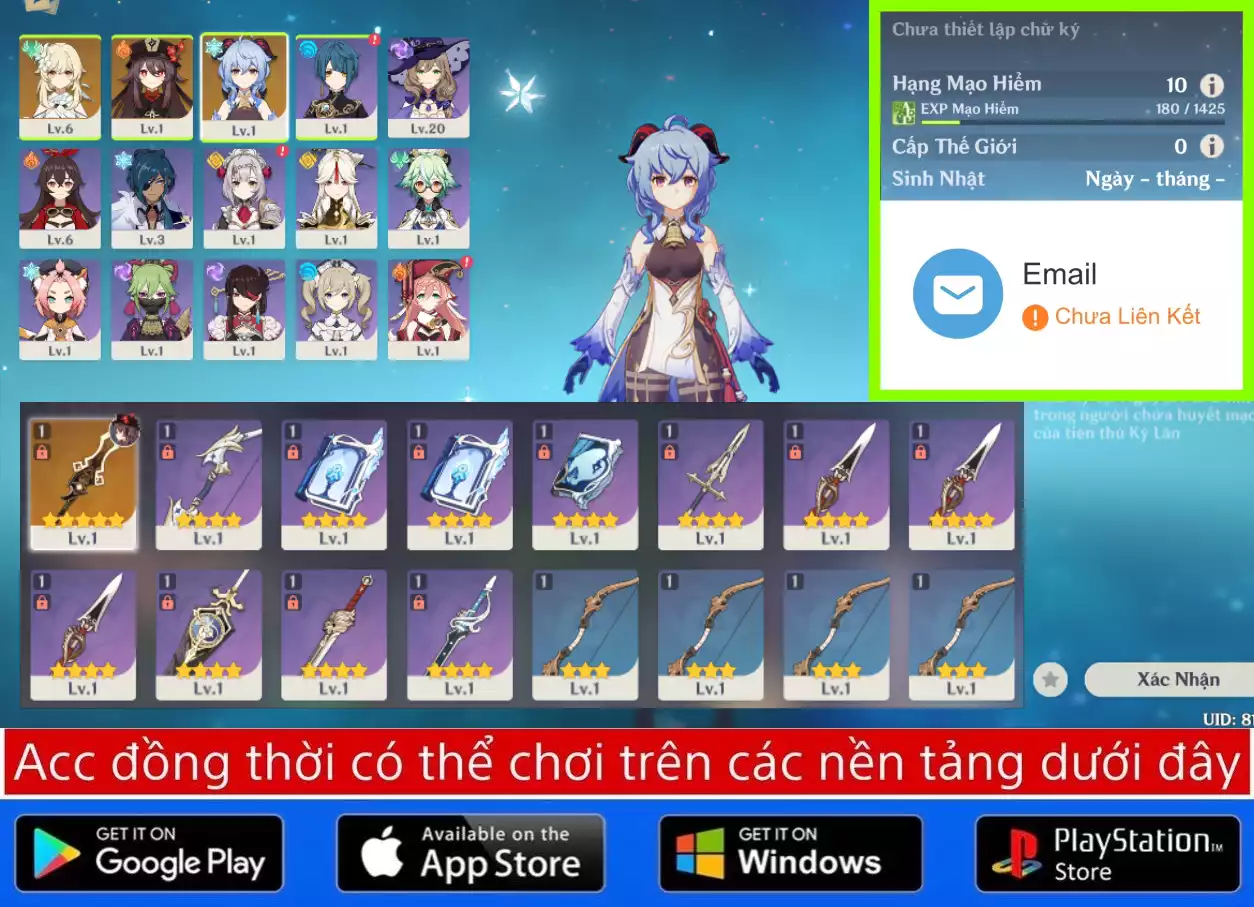 Lv.6
Lv.1
Lv.1
Lv.1
Lv.20
Lv.6
Lv.3
Lv.1
Lv.1
Lv.1
Lv.1
Lv.1
Lv.1
Lv.1
Lv.1
Chưa thiết lập chữ ký
Hạng Mạo Hiểm 10
EXP Mạo Hiểm 180 / 1425
Cấp Thế Giới 0
Sinh Nhật Ngày - tháng -
Email
Chưa Liên Kết
trong người chứa huyết mạ
của tiên thú Kỳ Lân
1 1 1 1 1 1 1 1
Lv.1 Lv.1 Lv.1 Lv.1 Lv.1 Lv.1 Lv.1 Lv.1
1 1 1 1 1 1 1 1
Lv.1 Lv.1 Lv.1 Lv.1 Lv.1 Lv.1 Lv.1 Lv.1
Xác Nhận
UID: 81
Acc đồng thời có thể chơi trên các nền tảng dưới đây
GET IT ON
Google Play
Available on the
App Store
GET IT ON
Windows
PlayStation™
Store